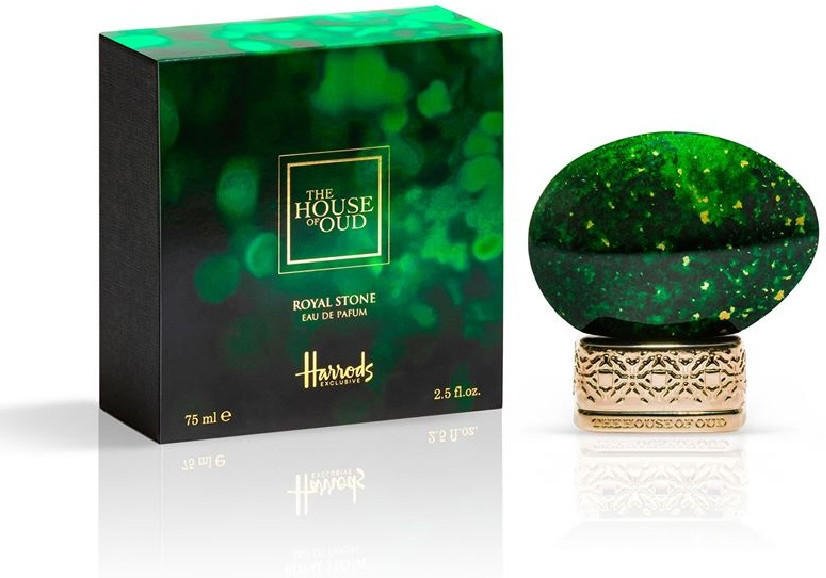 THE
HOUSE
OF OUD
ROYAL STONE
EAU DE PAFUM
Harrods
EXCLUSIVE
75 ml ℮
2.5 fl.oz.
THE HOUSE OF OUD